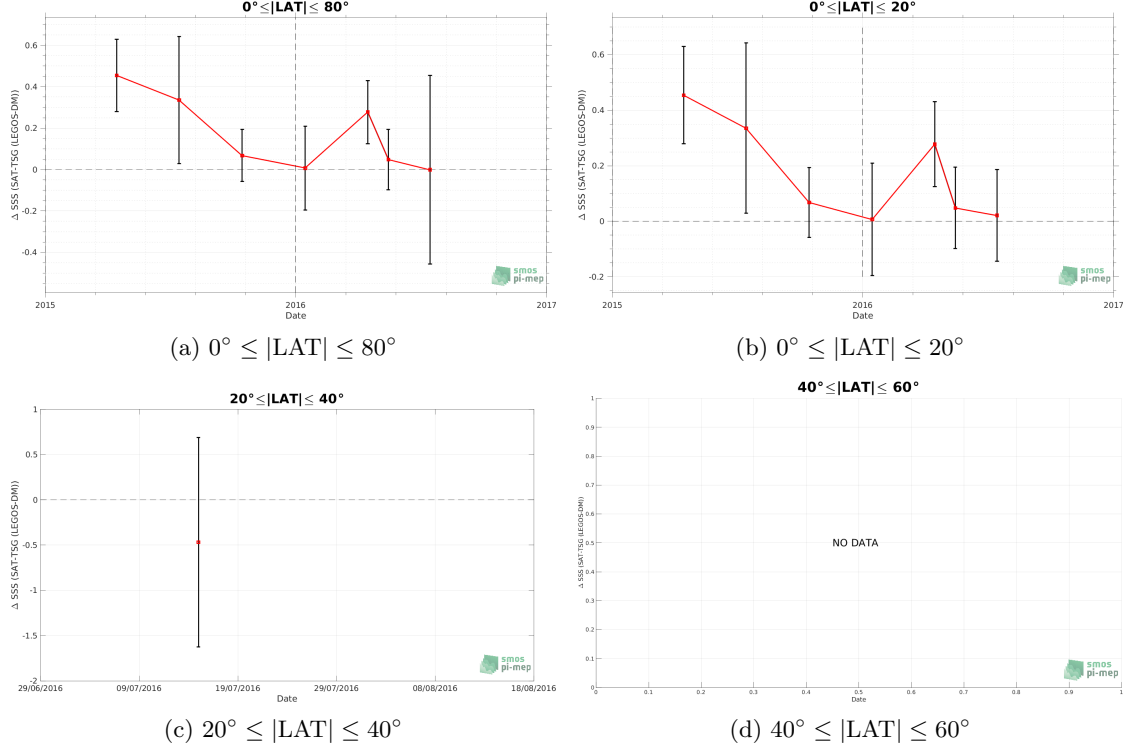 0°≤|LAT|≤ 80°
Δ SSS (SAT-TSG (LEGOS-DM))
0.6
0.4
0.2
0
-0.2
-0.4
2015
2016
2017
Date
smos
pi-mep
(a) 0° ≤ |LAT| ≤ 80°
0°≤|LAT|≤ 20°
Δ SSS (SAT-TSG (LEGOS-DM))
0.6
0.4
0.2
0
-0.2
2015
2016
2017
Date
smos
pi-mep
(b) 0° ≤ |LAT| ≤ 20°
20°≤|LAT|≤ 40°
Δ SSS (SAT-TSG (LEGOS-DM))
1
0.5
0
-0.5
-1
-1.5
-2
29/06/2016
09/07/2016
19/07/2016
29/07/2016
08/08/2016
18/08/2016
Date
smos
pi-mep
(c) 20° ≤ |LAT| ≤ 40°
40°≤|LAT|≤ 60°
Δ SSS (SAT-TSG (LEGOS-DM))
1
0.9
0.8
0.7
0.6
0.5
0.4
0.3
0.2
0.1
0
NO DATA
0
0.1
0.2
0.3
0.4
0.5
0.6
0.7
0.8
0.9
1
Date
smos
pi-mep
(d) 40° ≤ |LAT| ≤ 60°